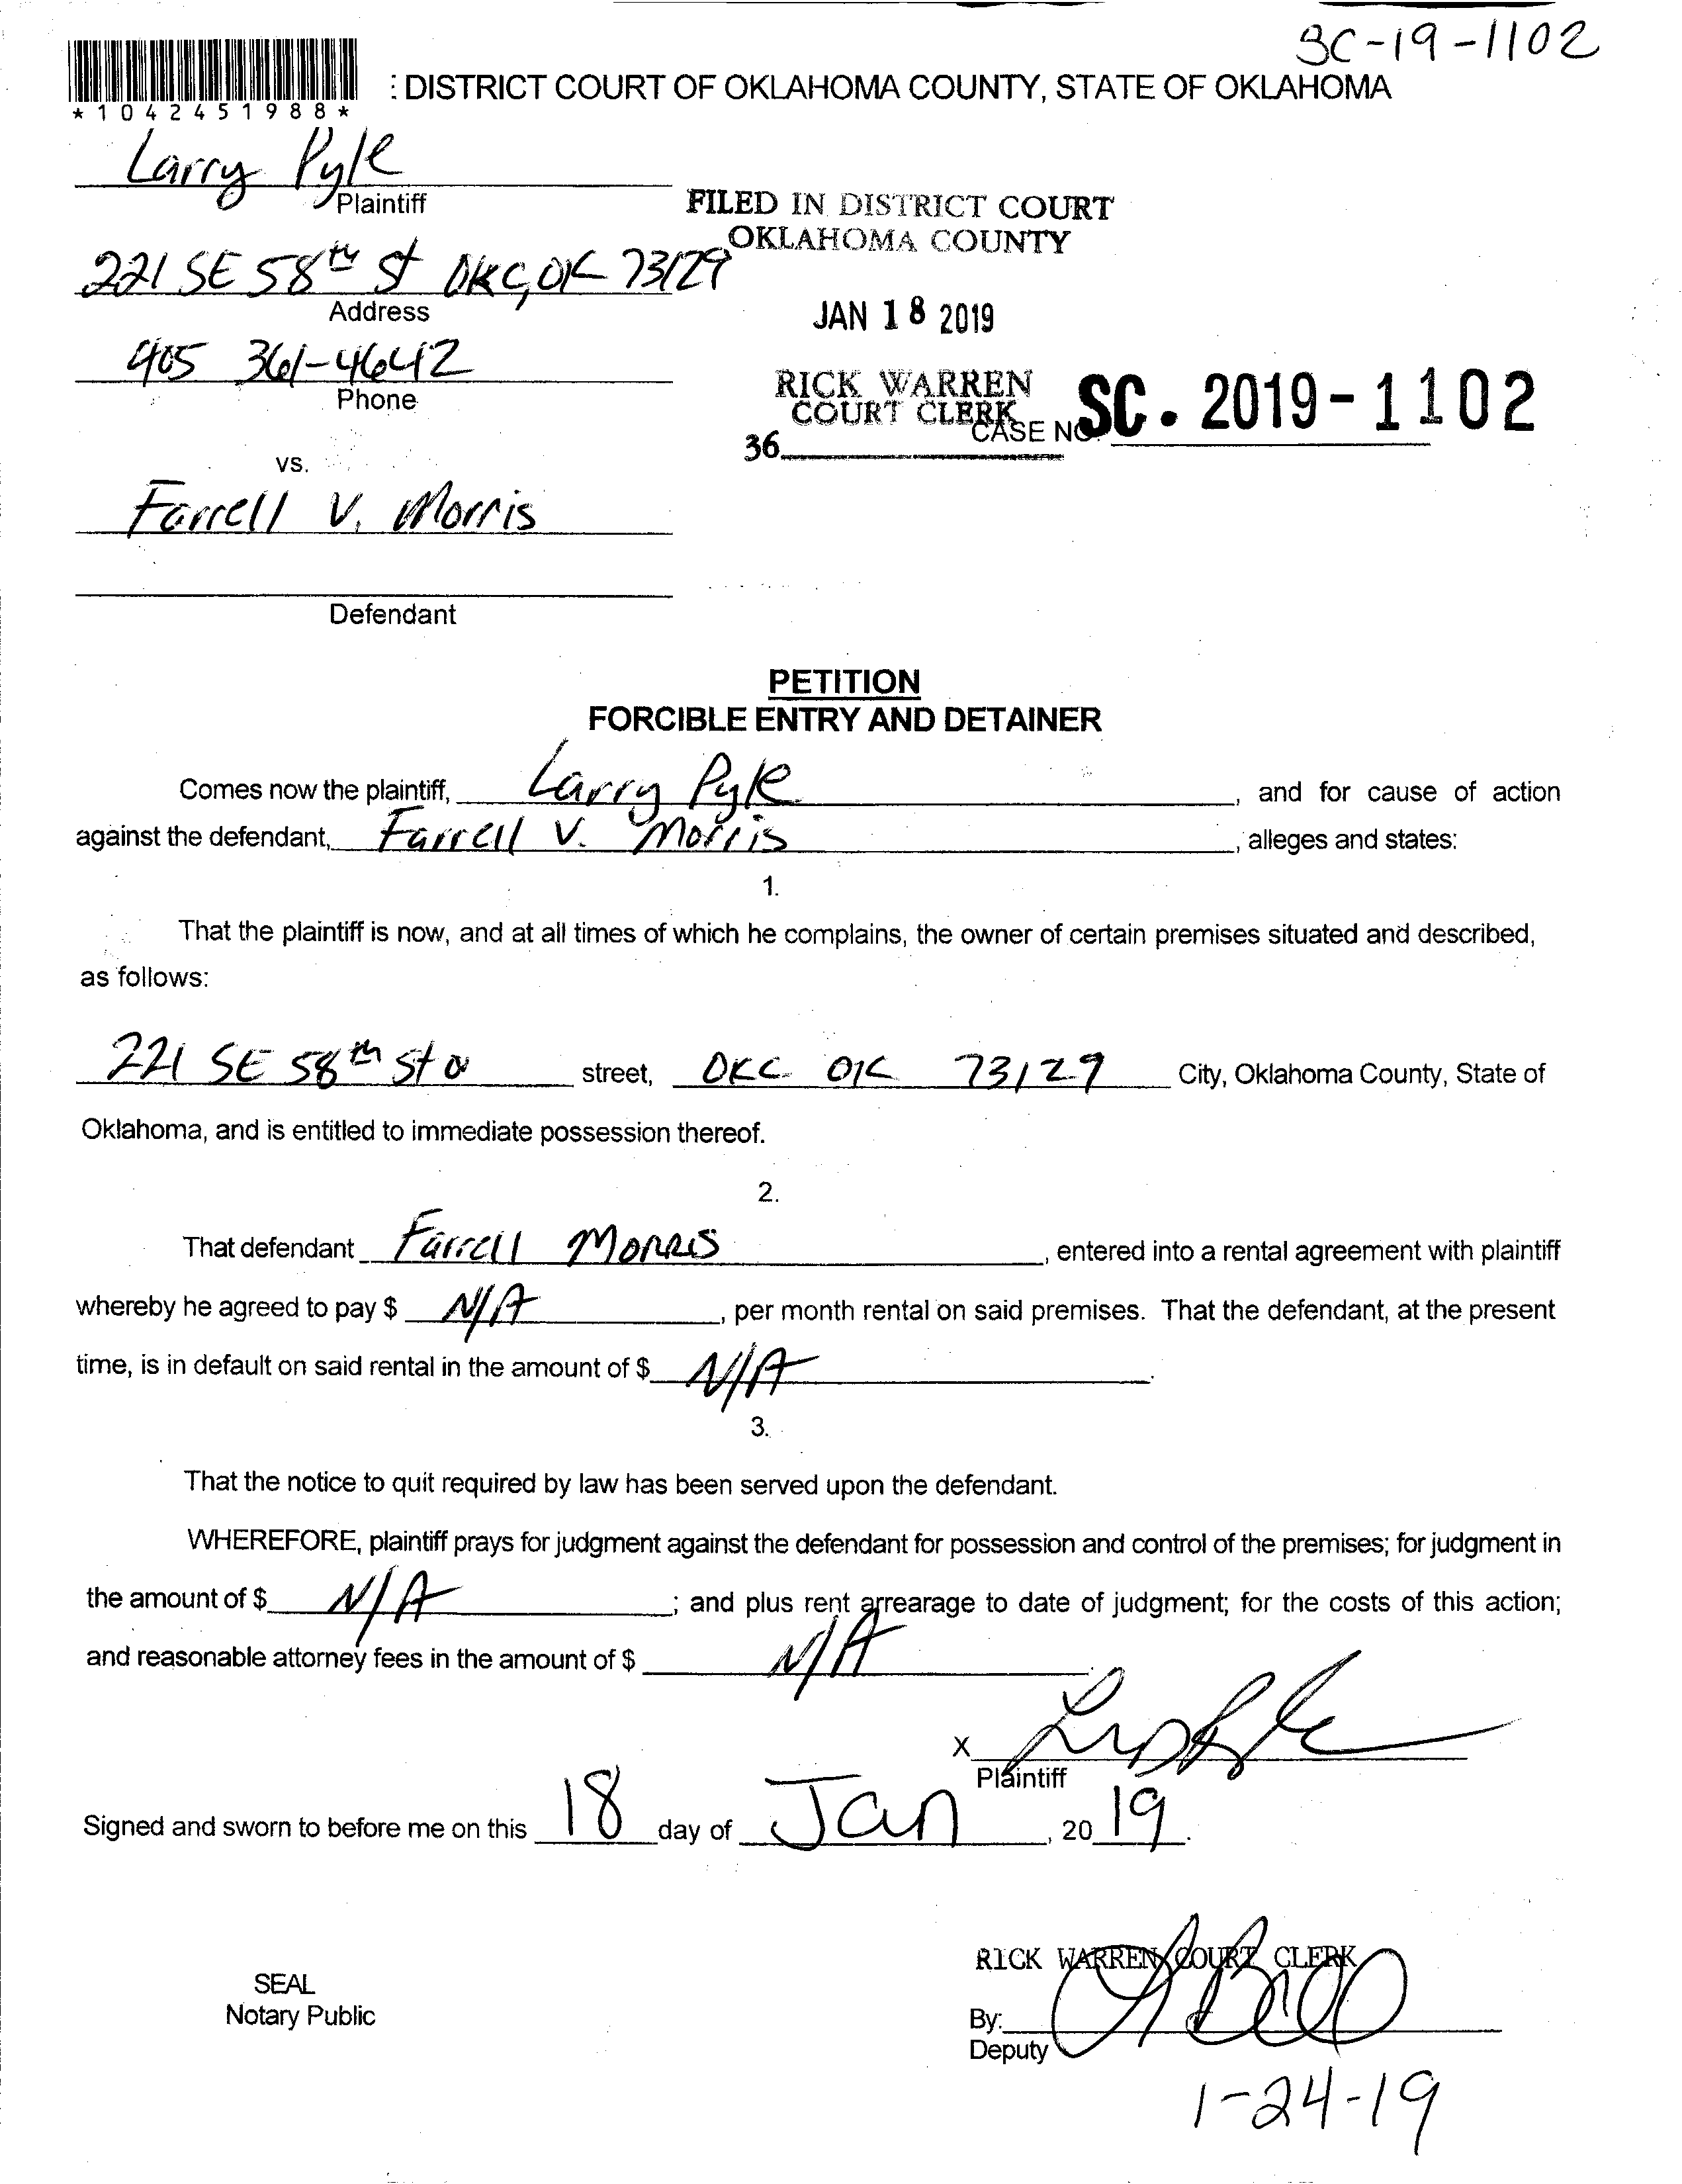 SC-19-1102
: DISTRICT COURT OF OKLAHOMA COUNTY, STATE OF OKLAHOMA
* 1 0 4 2 4 5 1 9 8 8 *
Larry Pyle
Plaintiff
FILED IN DISTRICT COURT
OKLAHOMA COUNTY
221 SE 58th St OKC, OK 73129
Address
JAN 18 2019
405 361-4642
Phone
RICK WARREN
COURT CLERK
CASE NO. SC. 2019-1102
36
vs.
Farrell V. Morris
Defendant
PETITION
FORCIBLE ENTRY AND DETAINER
Comes now the plaintiff, Larry Pyle, and for cause of action
against the defendant, Farrell V. Morris, alleges and states:
1.
That the plaintiff is now, and at all times of which he complains, the owner of certain premises situated and described,
as follows:
221 SE 58th St street, OKC OK 73129 City, Oklahoma County, State of
Oklahoma, and is entitled to immediate possession thereof.
2.
That defendant Farrell Morris, entered into a rental agreement with plaintiff
whereby he agreed to pay $ N/A, per month rental on said premises. That the defendant, at the present
time, is in default on said rental in the amount of $ N/A.
3.
That the notice to quit required by law has been served upon the defendant.
WHEREFORE, plaintiff prays for judgment against the defendant for possession and control of the premises; for judgment in
the amount of $ N/A; and plus rent arrearage to date of judgment; for the costs of this action;
and reasonable attorney fees in the amount of $ N/A.
X
Plaintiff
Signed and sworn to before me on this 18 day of Jan, 2019.
RICK WARREN COURT CLERK
SEAL
Notary Public
By:
Deputy
1-24-19